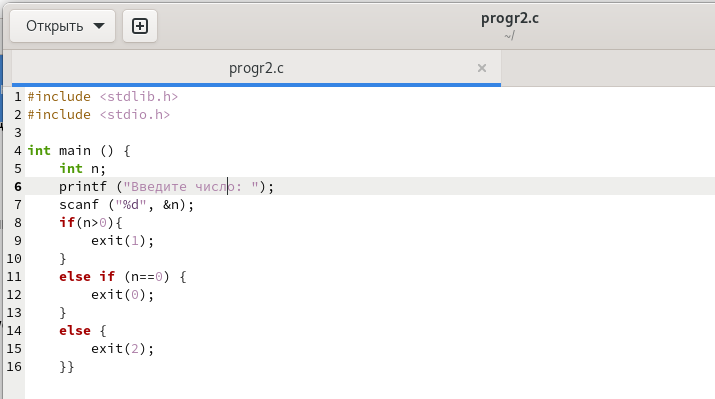 Открыть
progr2.c
~/
progr2.c ×
1 #include <stdlib.h>
2 #include <stdio.h>
3
4 int main () {
5     int n;
6     printf ("Введите число: ");
7     scanf ("%d", &n);
8     if(n>0){
9         exit(1);
10     }
11     else if (n==0) {
12         exit(0);
13     }
14     else {
15         exit(2);
16     }}